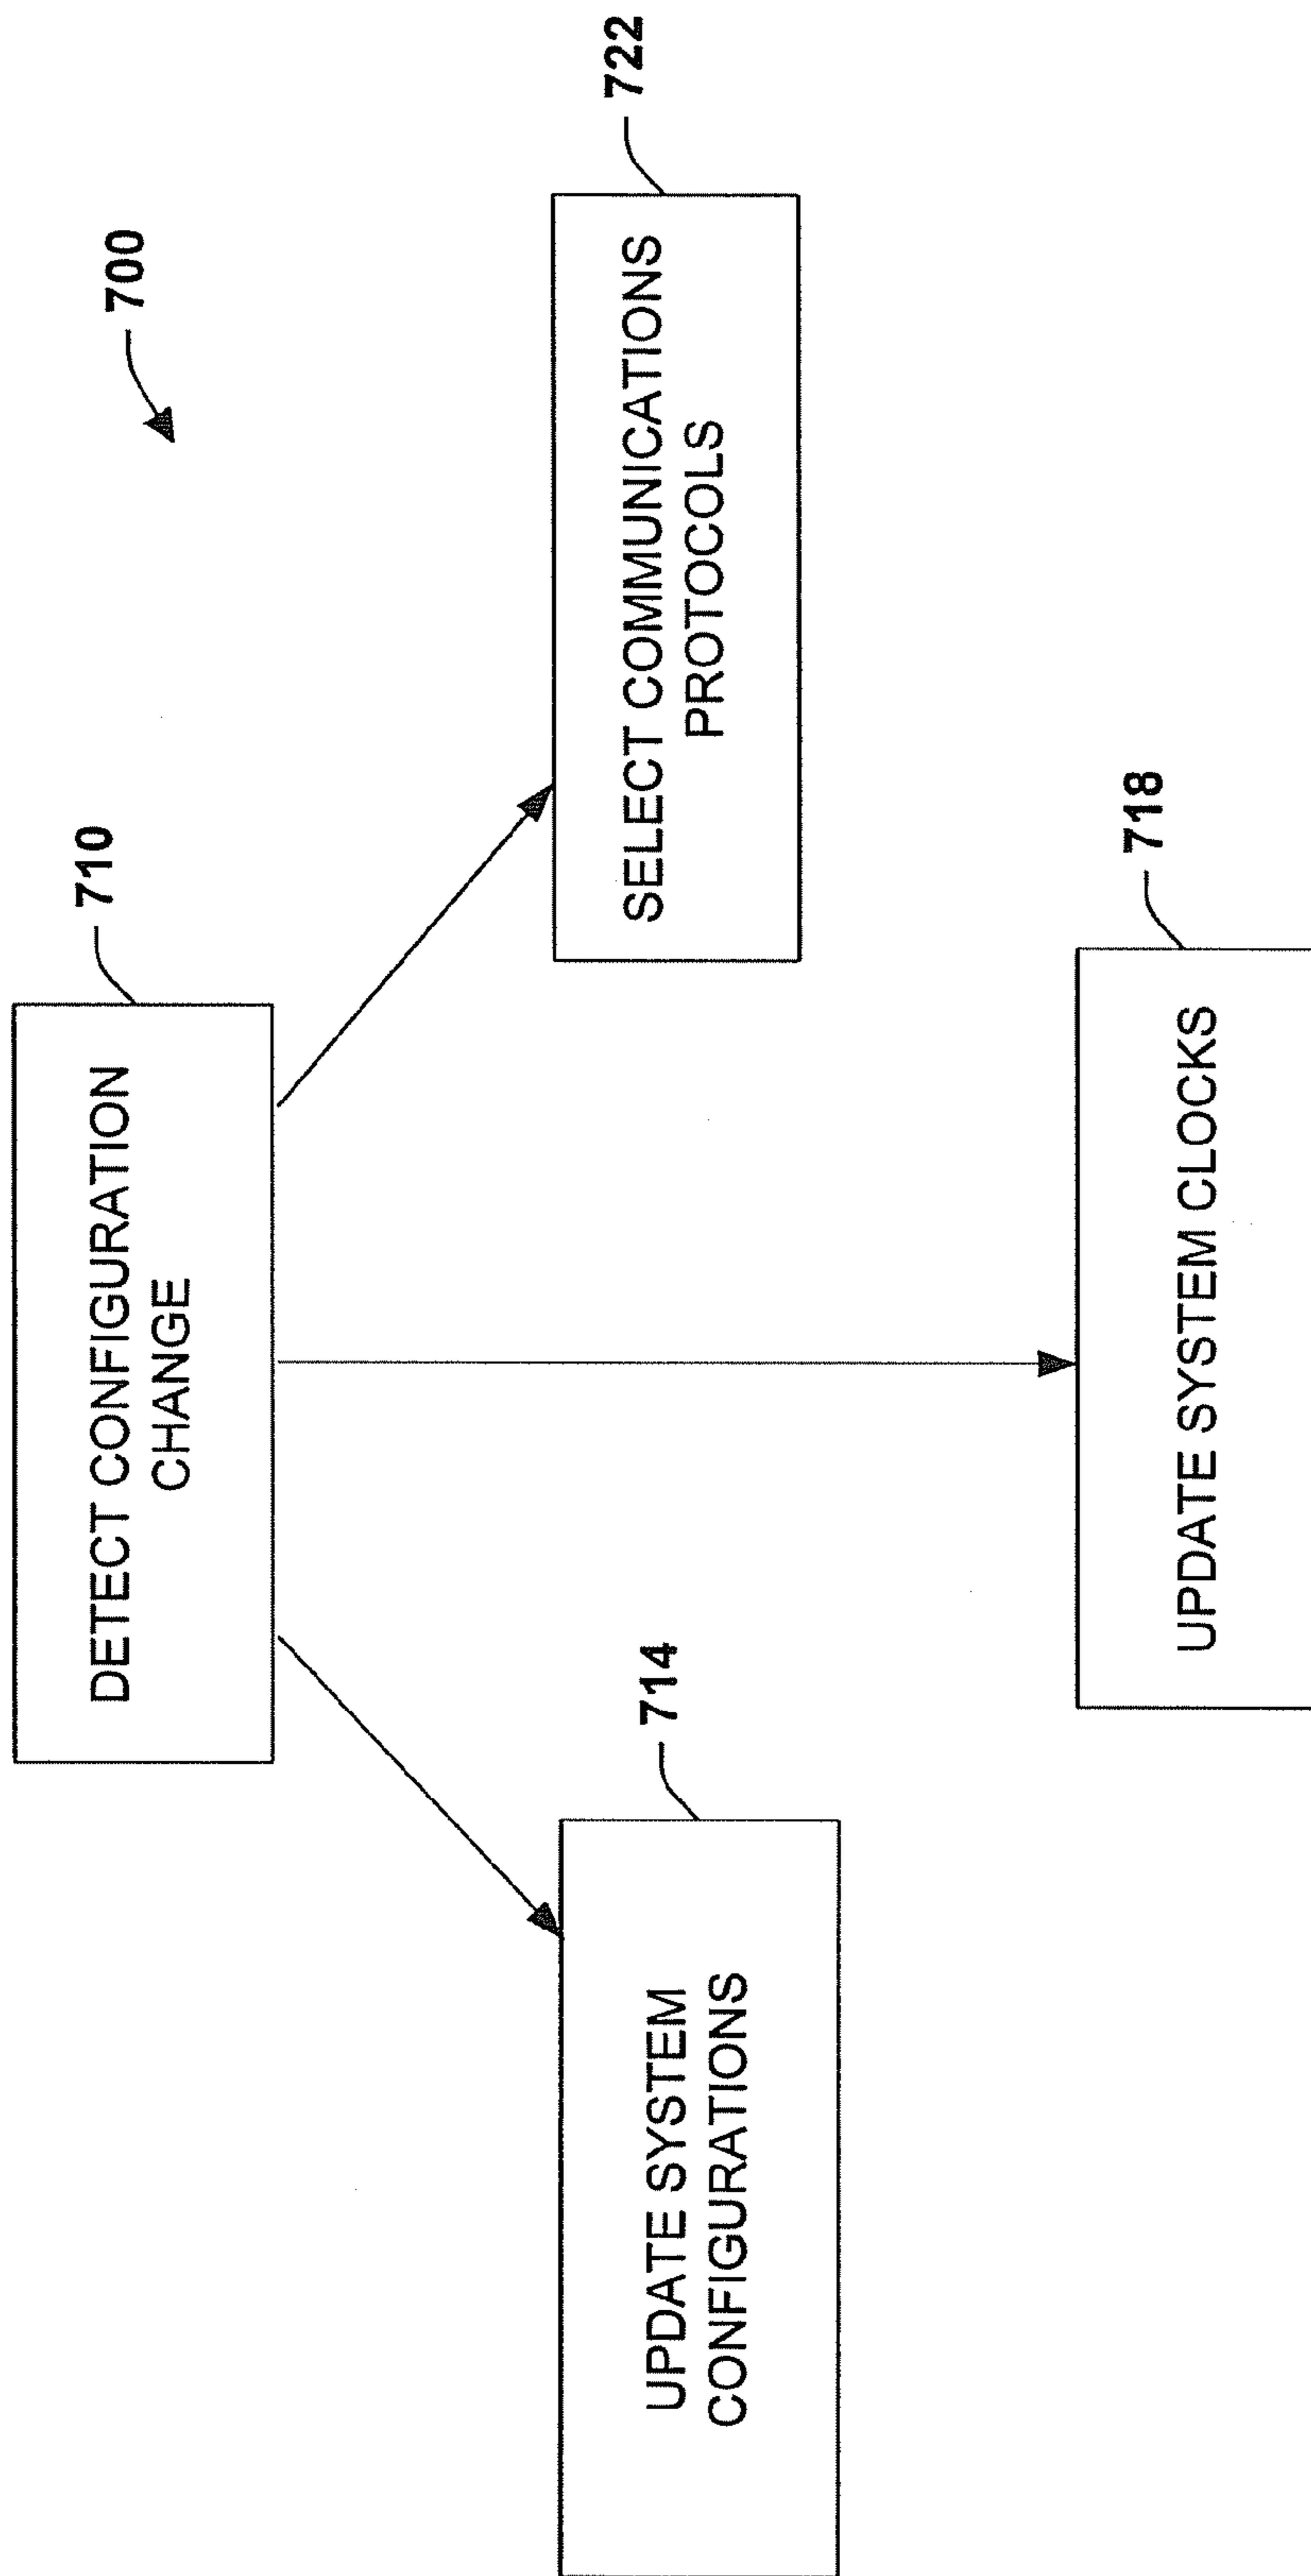 700
710
DETECT CONFIGURATION
CHANGE
714
UPDATE SYSTEM
CONFIGURATIONS
722
SELECT COMMUNICATIONS
PROTOCOLS
718
UPDATE SYSTEM CLOCKS